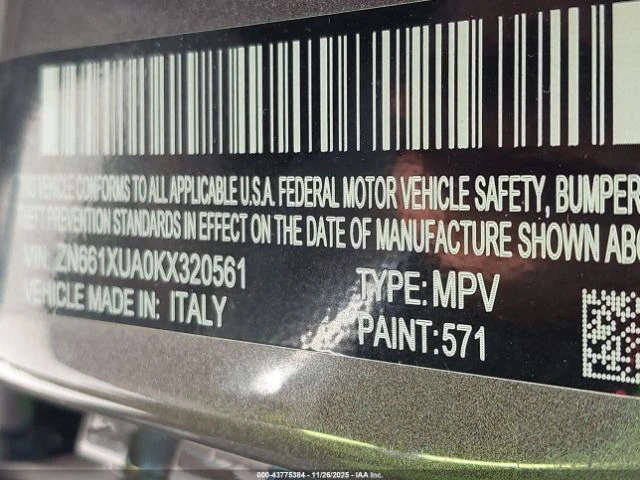 THIS VEHICLE CONFORMS TO ALL APPLICABLE U.S.A. FEDERAL MOTOR VEHICLE SAFETY, BUMPER
THEFT PREVENTION STANDARDS IN EFFECT ON THE DATE OF MANUFACTURE SHOWN ABO
VIN: ZN661XUA0KX320561
TYPE: MPV
VEHICLE MADE IN: ITALY
PAINT:571
000-43775384 | 11/26/2025 | IAA Inc.